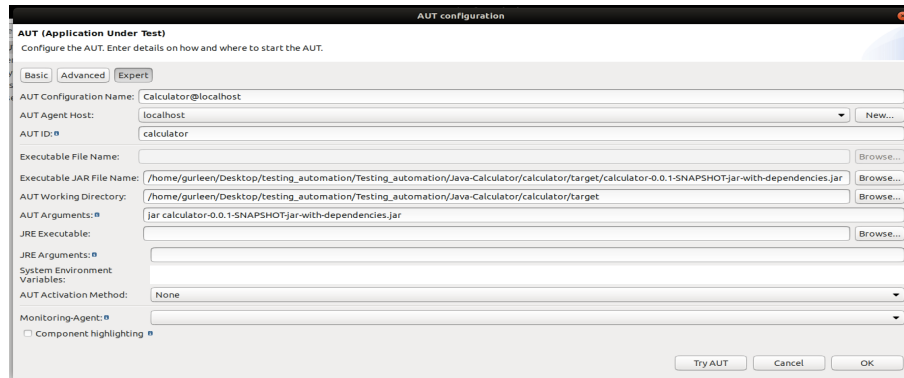 AUT configuration
AUT (Application Under Test)
Configure the AUT. Enter details on how and where to start the AUT.
Basic Advanced Expert
AUT Configuration Name: Calculator@localhost
AUT Agent Host: localhost New...
AUT ID: calculator
Executable File Name: Browse...
Executable JAR File Name: /home/gurleen/Desktop/testing_automation/Testing_automation/Java-Calculator/calculator/target/calculator-0.0.1-SNAPSHOT-jar-with-dependencies.jar Browse...
AUT Working Directory: /home/gurleen/Desktop/testing_automation/Testing_automation/Java-Calculator/calculator/target Browse...
AUT Arguments: jar calculator-0.0.1-SNAPSHOT-jar-with-dependencies.jar
JRE Executable: Browse...
JRE Arguments:
System Environment
Variables:
AUT Activation Method: None
Monitoring-Agent:
Component highlighting
Try AUT Cancel OK